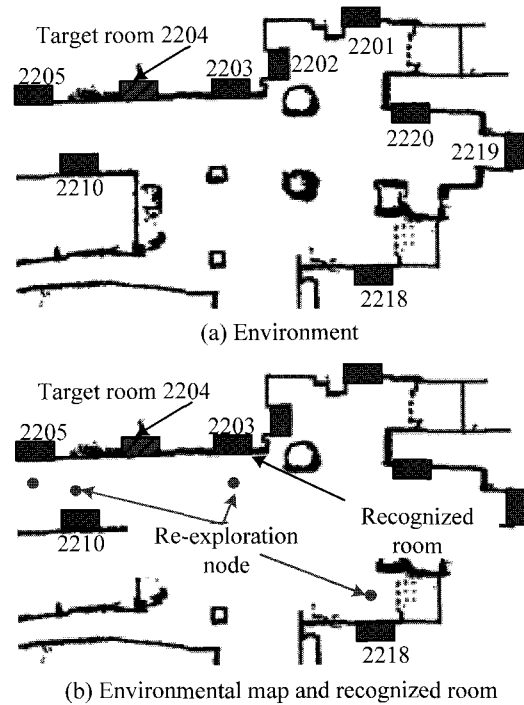 2201
Target room 2204
2205
2203
2202
2220
2219
2210
2218
(a) Environment
Target room 2204
2205
2203
2210
Re-exploration
node
Recognized
room
2218
(b) Environmental map and recognized room